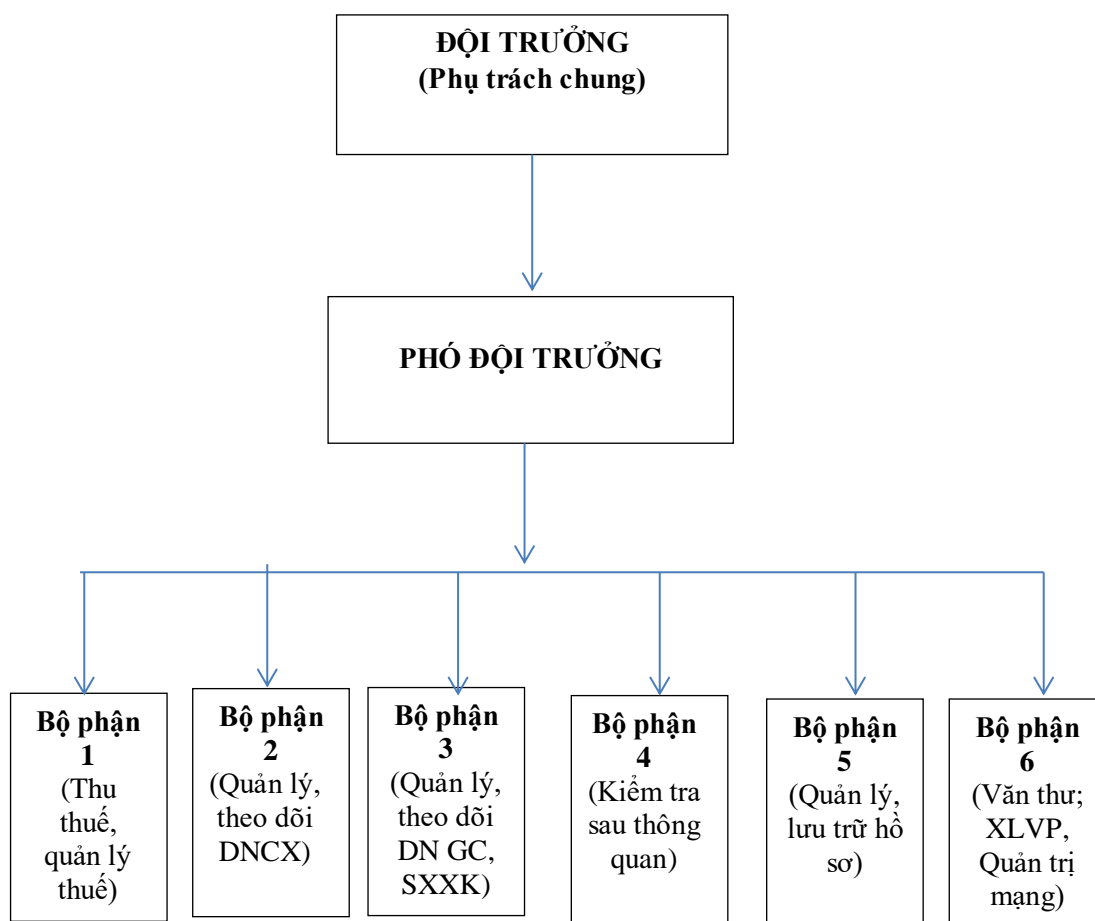 ĐỘI TRƯỞNG
(Phụ trách chung)
PHÓ ĐỘI TRƯỞNG
Bộ phận
1
(Thu
thuế,
quản lý
thuế)
Bộ phận
2
(Quản lý,
theo dõi
DNCX)
Bộ phận
3
(Quản lý,
theo dõi
DN GC,
SXXK)
Bộ phận
4
(Kiểm tra
sau thông
quan)
Bộ phận
5
(Quản lý,
lưu trữ hồ
sơ)
Bộ phận
6
(Văn thư;
XLVP,
Quản trị
mạng)